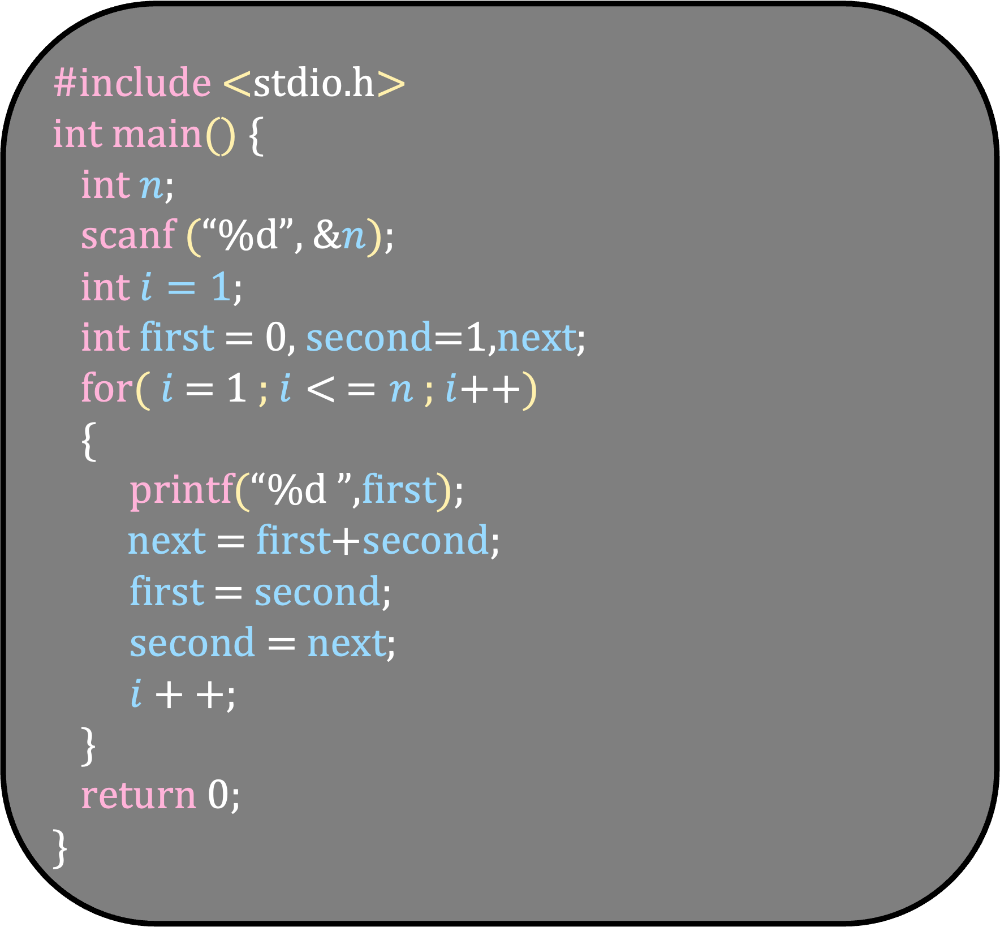 #include <stdio.h>
int main() {
int n;
scanf (“%d”, &n);
int i = 1;
int first = 0, second=1,next;
for( i = 1 ; i < = n ; i++)
{
printf(“%d ”,first);
next = first+second;
first = second;
second = next;
i + +;
}
return 0;
}